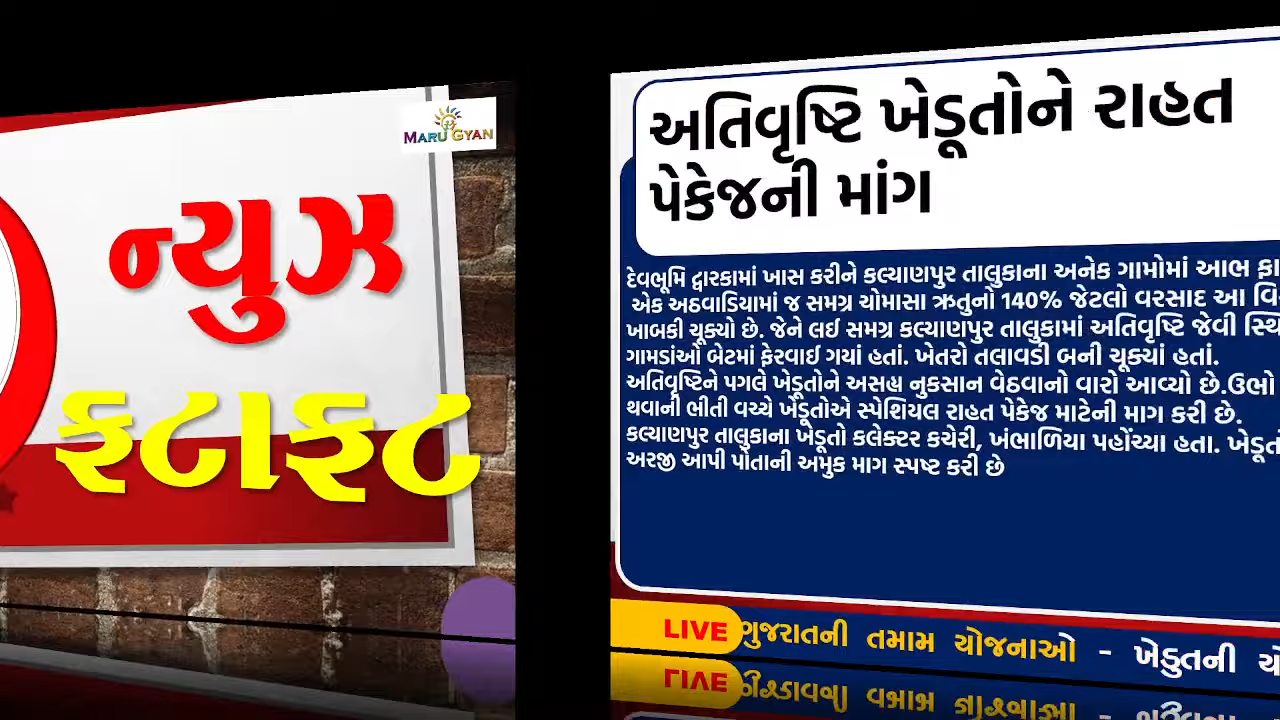 MARU GYAN
ન્યુઝ
ફટાફટ
અતિવૃષ્ટિ ખેડૂતોને રાહત
પેકેજની માંગ
દેવભૂમિ દ્વારકામાં ખાસ કરીને કલ્યાણપુર તાલુકાના અનેક ગામોમાં આભ
એક અઠવાડિયામાં જ સમગ્ર ચોમાસા ઋતુનો 140% જેટલો વરસાદ આ
ખાબકી ચૂક્યો છે. જેને લઈ સમગ્ર કલ્યાણપુર તાલુકામાં અતિવૃષ્ટિ જેવી
ગામડાંઓ બેટમાં ફેરવાઇ ગયાં હતાં. ખેતરો તલાવડી બની ચૂક્યાં હતાં.
અતિવૃષ્ટિને પગલે ખેડૂતોને અસહ્ય નુકસાન વેઠવાનો વારો આવ્યો છે.ઉભો
થવાની ભીતી વચ્ચે ખેડૂતોએ સ્પેશિયલ રાહત પેકેજ માટેની માગ કરી છે.
કલ્યાણપુર તાલુકાના ખેડૂતો કલેક્ટર કચેરી, ખંભાળિયા પહોંચ્યા હતા.
અરજી આપી પોતાની અમુક માગ સ્પષ્ટ કરી છે
LIVE ગુજરાતની તમામ યોજનાઓ - ખેડુતની